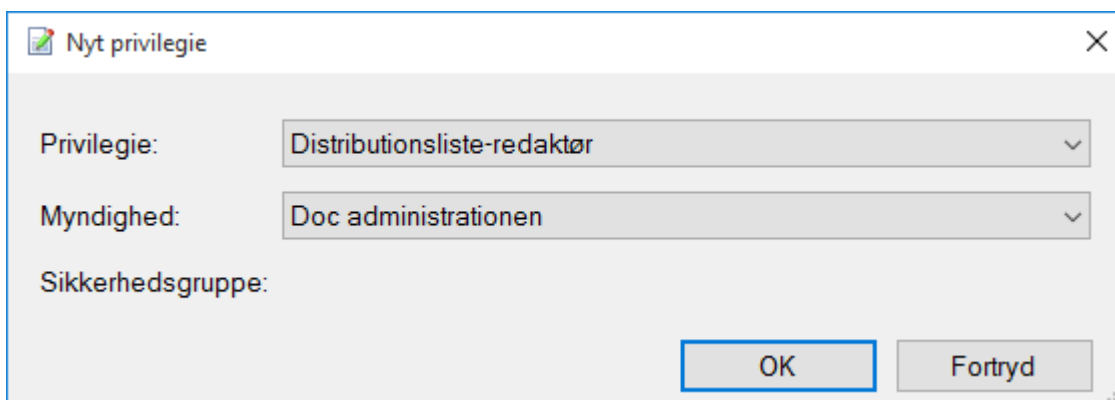 Nyt privilegie
Privilegie: Distributionsliste-redaktør
Myndighed: Doc administrationen
Sikkerhedsgruppe:
OK Fortryd